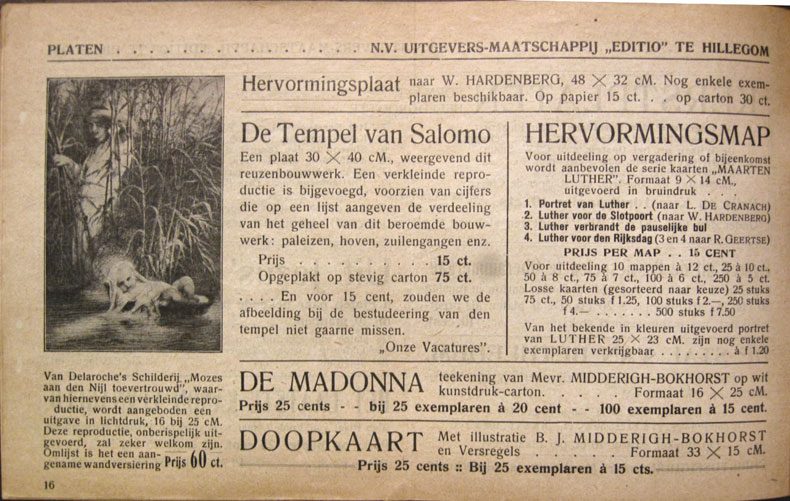 PLATEN . . . . . . . . . . . . . . . . N.V. UITGEVERS-MAATSCHAPPIJ „EDITIO" TE HILLEGOM
Hervormingsplaat naar W. HARDENBERG, 48 × 32 cM. Nog enkele exem-
plaren beschikbaar. Op papier 15 ct. . . op carton 30 ct.
De Tempel van Salomo
Een plaat 30 × 40 cM., weergevend dit
reuzenbouwwerk. Een verkleinde repro-
ductie is bijgevoegd, voorzien van cijfers
die op een lijst aangeven de verdeeling
van het geheel van dit beroemde bouw-
werk: paleizen, hoven, zuilengangen enz.
Prijs . . . . . . . . . . 15 ct.
Opgeplakt op stevig carton 75 ct.
. . . . En voor 15 cent, zouden we de
afbeelding bij de bestudeering van den
tempel niet gaarne missen.
„Onze Vacatures".
HERVORMINGSMAP
Voor uitdeeling op vergadering of bijeenkomst
wordt aanbevolen de serie kaarten „MAARTEN
LUTHER". Formaat 9 × 14 cM.,
uitgevoerd in bruindruk . . .
1. Portret van Luther . . (naar L. DE CRANACH)
2. Luther voor de Slotpoort (naar W. HARDENBERG)
3. Luther verbrandt de pauselijke bul
4. Luther voor den Rijksdag (3 en 4 naar R. GEERTSE)
PRIJS PER MAP . . 15 CENT
Voor uitdeeling 10 mappen à 12 ct., 25 à 10 ct.,
50 à 8 ct., 75 à 7 ct., 100 à 6 ct., 250 à 5 ct.
Losse kaarten (gesorteerd naar keuze) 25 stuks
75 ct., 50 stuks f 1.25, 100 stuks f 2.—, 250 stuks
f 4.— . . . . . . . 500 stuks f 7.50
Van het bekende in kleuren uitgevoerd portret
van LUTHER 25 × 23 cM. zijn nog enkele
exemplaren verkrijgbaar . . . . . . . . . à f 1.20
Van Delaroche's Schilderij „Mozes
aan den Nijl toevertrouwd", waar-
van hiernevens een verkleinde repro-
ductie, wordt aangeboden een
uitgave in lichtdruk, 16 bij 25 cM.
Deze reproductie, onberispelijk uit-
gevoerd, zal zeker welkom zijn.
Omlijst is het een aan-
gename wandversiering Prijs 60 ct.
DE MADONNA teekening van Mevr. MIDDERIGH-BOKHORST op wit
kunstdruk-carton. . . . . Formaat 16 × 25 cM.
Prijs 25 cents - - bij 25 exemplaren à 20 cent - - 100 exemplaren à 15 cent.
DOOPKAART Met illustratie B. J. MIDDERIGH-BOKHORST
en Versregels . . . . . Formaat 33 × 15 cM.
Prijs 25 cents :: Bij 25 exemplaren à 15 cts.
16